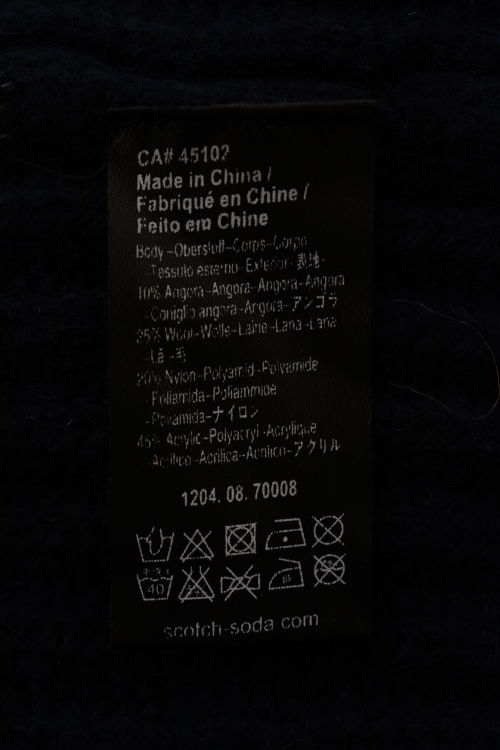 CA# 45102
Made in China /
Fabriqué en Chine /
Feito em Chine
Body-Oberstoff-Corps-Corpo
-Tessuto esterno-Exterior-表地-
10% Angora-Angora-Angora-Angora
-Coniglio angora-Angora-アンゴラ
25% Wool-Wolle-Laine-Lana-Lana
-Lã-毛
20% Nylon-Polyamid-Polyamide
-Poliamida-Poliammide
-Poliamida-ナイロン
45% Acrylic-Polyacryl-Acrylique
-Acrílico-Acrilica-Acrilico-アクリル
1204. 08. 70008
40
scotch-soda com